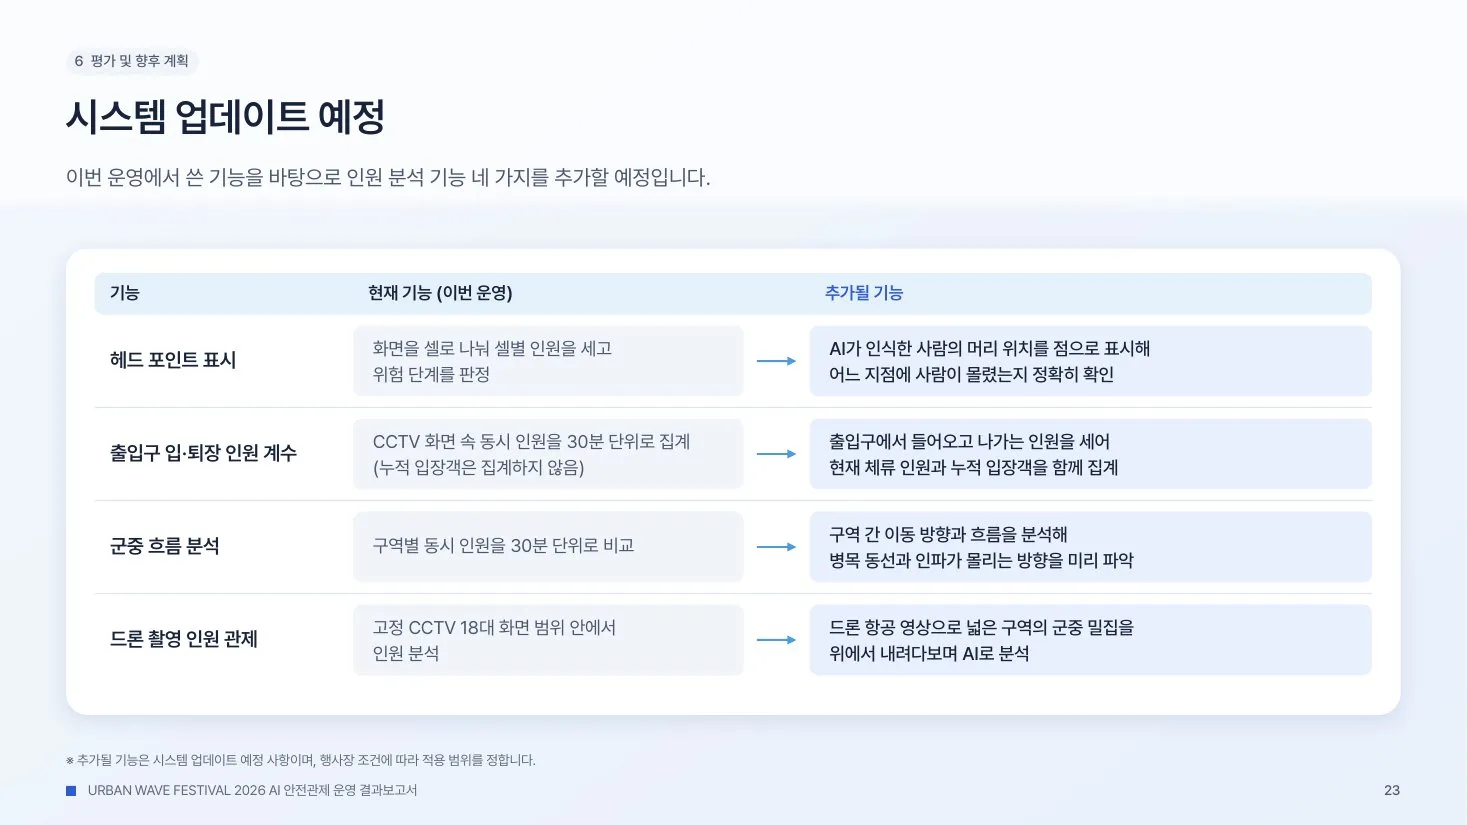 6 평가 및 향후 계획
시스템 업데이트 예정
이번 운영에서 쓴 기능을 바탕으로 인원 분석 기능 네 가지를 추가할 예정입니다.
기능
현재 기능 (이번 운영)
추가될 기능
헤드 포인트 표시
화면을 셀로 나눠 셀별 인원을 세고
위험 단계를 판정
AI가 인식한 사람의 머리 위치를 점으로 표시해
어느 지점에 사람이 몰렸는지 정확히 확인
출입구 입·퇴장 인원 계수
CCTV 화면 속 동시 인원을 30분 단위로 집계
(누적 입장객은 집계하지 않음)
출입구에서 들어오고 나가는 인원을 세어
현재 체류 인원과 누적 입장객을 함께 집계
군중 흐름 분석
구역별 동시 인원을 30분 단위로 비교
구역 간 이동 방향과 흐름을 분석해
병목 동선과 인파가 몰리는 방향을 미리 파악
드론 촬영 인원 관제
고정 CCTV 18대 화면 범위 안에서
인원 분석
드론 항공 영상으로 넓은 구역의 군중 밀집을
위에서 내려다보며 AI로 분석
※ 추가될 기능은 시스템 업데이트 예정 사항이며, 행사장 조건에 따라 적용 범위를 정합니다.
URBAN WAVE FESTIVAL 2026 AI 안전관제 운영 결과보고서
23